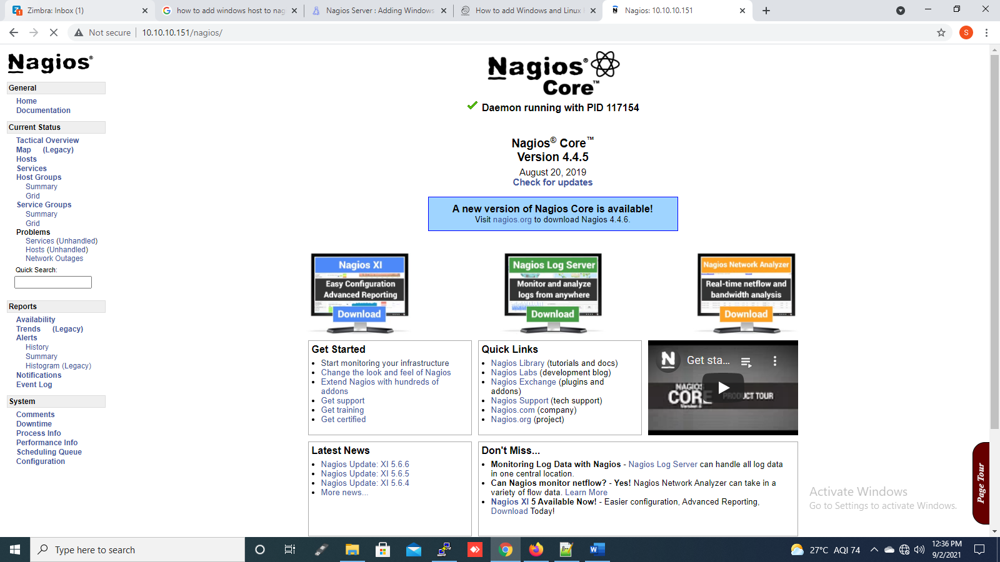 Zimbra: Inbox (1)
how to add windows host to nag
Nagios Server : Adding Windows
How to add Windows and Linux
Nagios: 10.10.10.151
Not secure
10.10.10.151/nagios/
S
Nagios®
General
Home
Documentation
Current Status
Tactical Overview
Map (Legacy)
Hosts
Services
Host Groups
Summary
Grid
Service Groups
Summary
Grid
Problems
Services (Unhandled)
Hosts (Unhandled)
Network Outages
Quick Search:
Reports
Availability
Trends (Legacy)
Alerts
History
Summary
Histogram (Legacy)
Notifications
Event Log
System
Comments
Downtime
Process Info
Performance Info
Scheduling Queue
Configuration
Nagios®
Core™
Daemon running with PID 117154
Nagios® Core™
Version 4.4.5
August 20, 2019
Check for updates
A new version of Nagios Core is available!
Visit nagios.org to download Nagios 4.4.6.
Nagios XI
Easy Configuration
Advanced Reporting
Download
Nagios Log Server
Monitor and analyze
logs from anywhere
Download
Nagios Network Analyzer
Real-time netflow and
bandwidth analysis
Download
Get Started
Start monitoring your infrastructure
Change the look and feel of Nagios
Extend Nagios with hundreds of
addons
Get support
Get training
Get certified
Quick Links
Nagios Library (tutorials and docs)
Nagios Labs (development blog)
Nagios Exchange (plugins and
addons)
Nagios Support (tech support)
Nagios.com (company)
Nagios.org (project)
N
Get sta...
NAGIOS
CORE
PRODUCT TOUR
Latest News
Nagios Update: XI 5.6.6
Nagios Update: XI 5.6.5
Nagios Update: XI 5.6.4
More news...
Don't Miss...
Monitoring Log Data with Nagios - Nagios Log Server can handle all log data
in one central location.
Can Nagios monitor netflow? - Yes! Nagios Network Analyzer can take in a
variety of flow data. Learn More
Nagios XI 5 Available Now! - Easier configuration, Advanced Reporting,
Download Today!
Page Tour
Activate Windows
Go to Settings to activate Windows.
Type here to search
27°C AQI 74
12:36 PM
9/2/2021